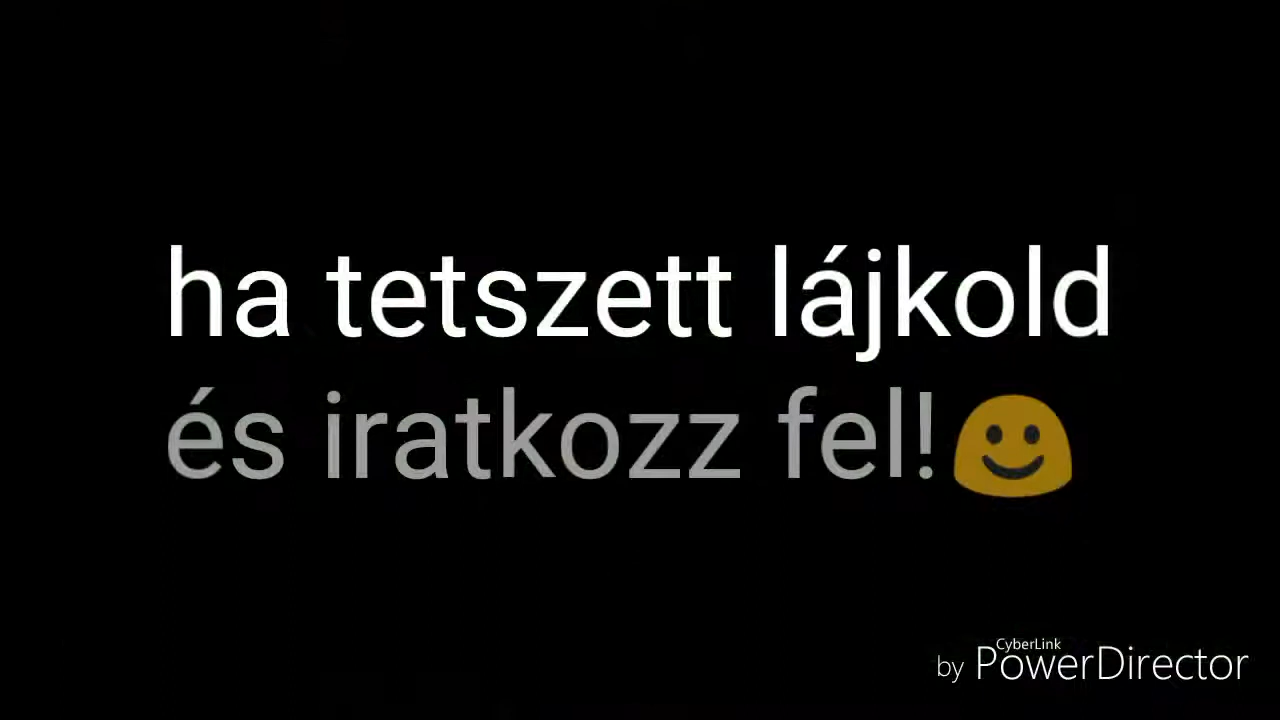 ha tetszett lájkold
és iratkozz fel!🙂
CyberLink
by PowerDirector